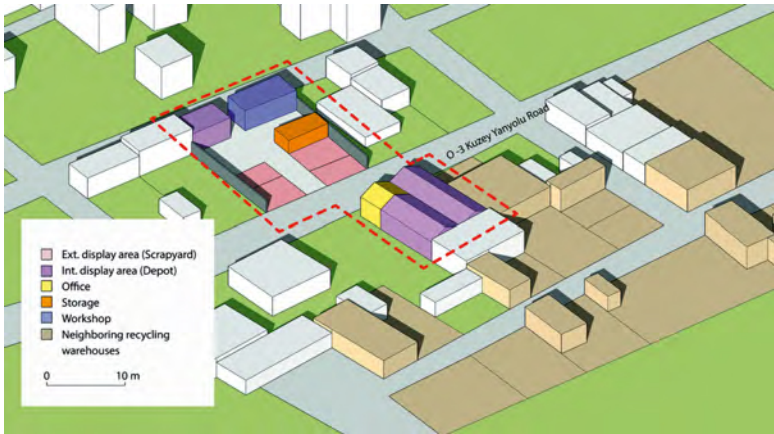 O -3 Kuzey Yanyolu Road
Ext. display area (Scrapyard)
Int. display area (Depot)
Office
Storage
Workshop
Neighboring recycling
warehouses
0 10 m